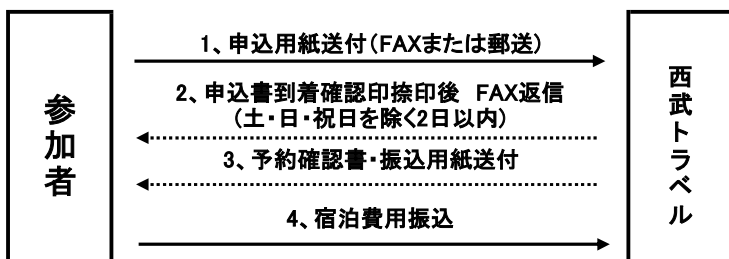 参加者
1、申込用紙送付（FAXまたは郵送）
2、申込書到着確認印捺印後　FAX返信
（土・日・祝日を除く2日以内）
3、予約確認書・振込用紙送付
4、宿泊費用振込
西武トラベル